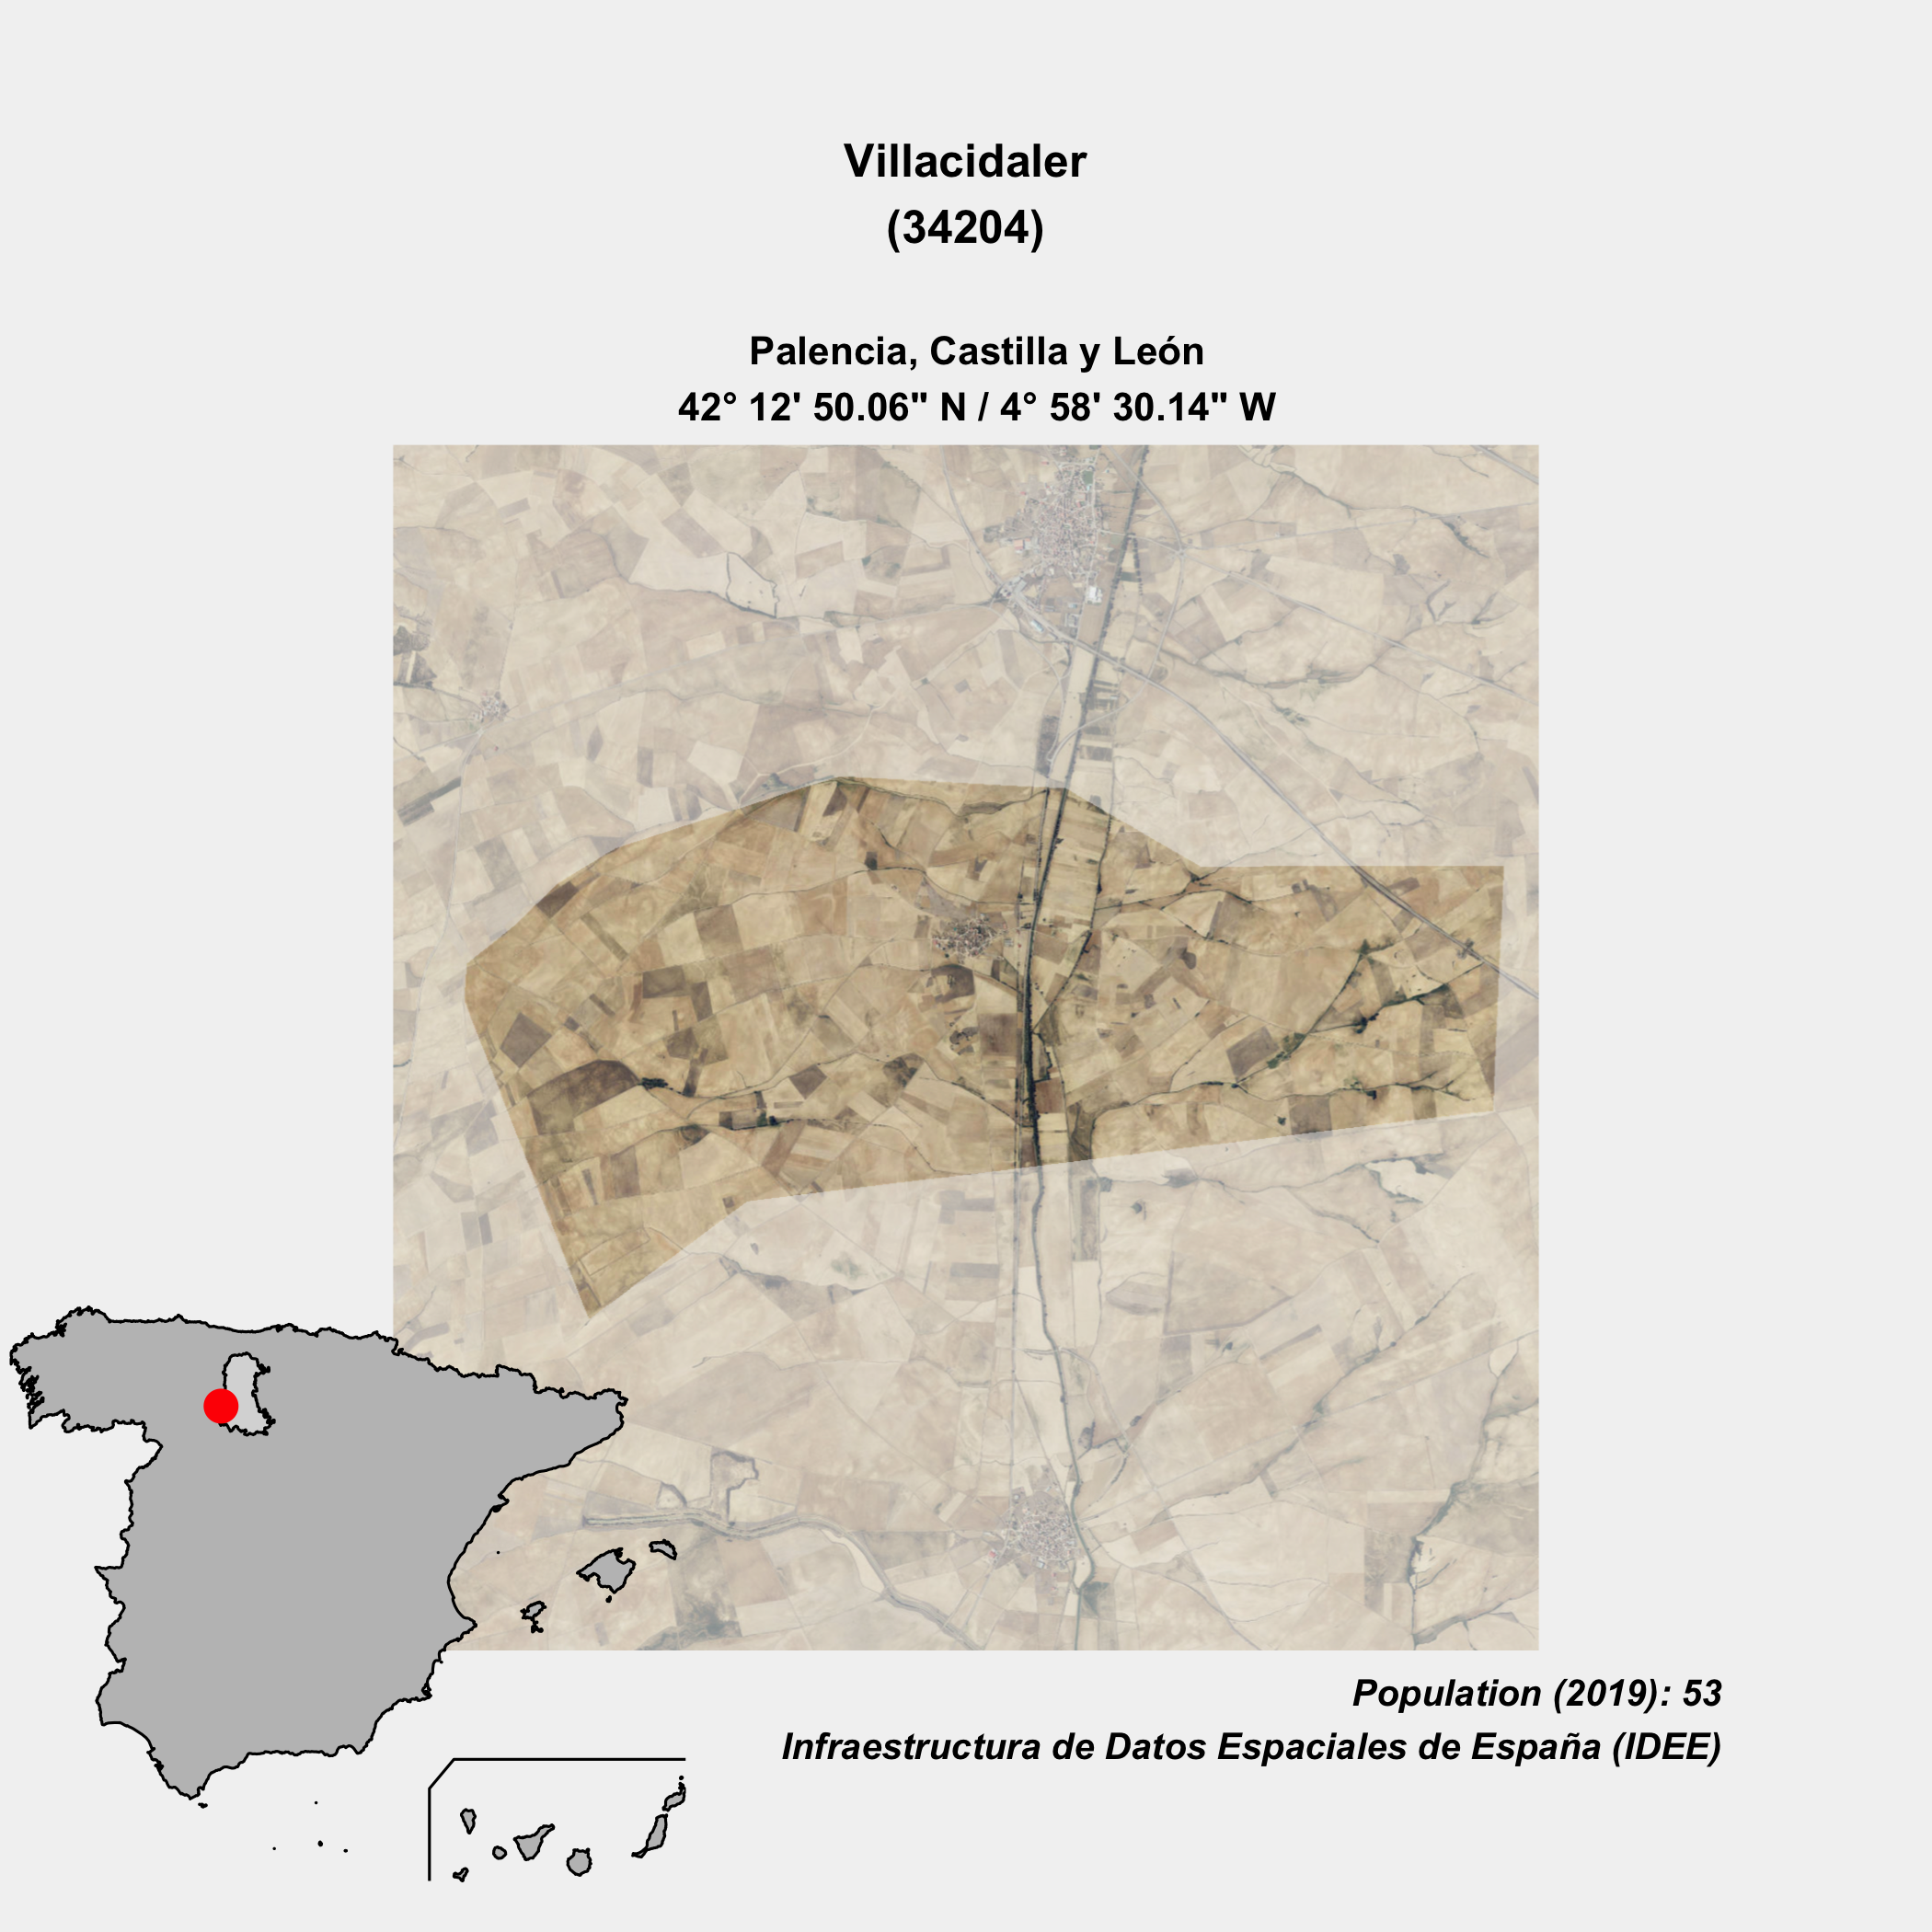 Villacidaler
(34204)
Palencia, Castilla y León
42° 12' 50.06" N / 4° 58' 30.14" W
Population (2019): 53
Infraestructura de Datos Espaciales de España (IDEE)